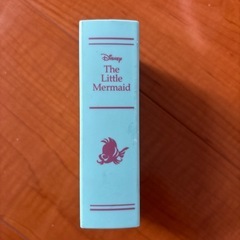 Disney
The
Little
Mermaid